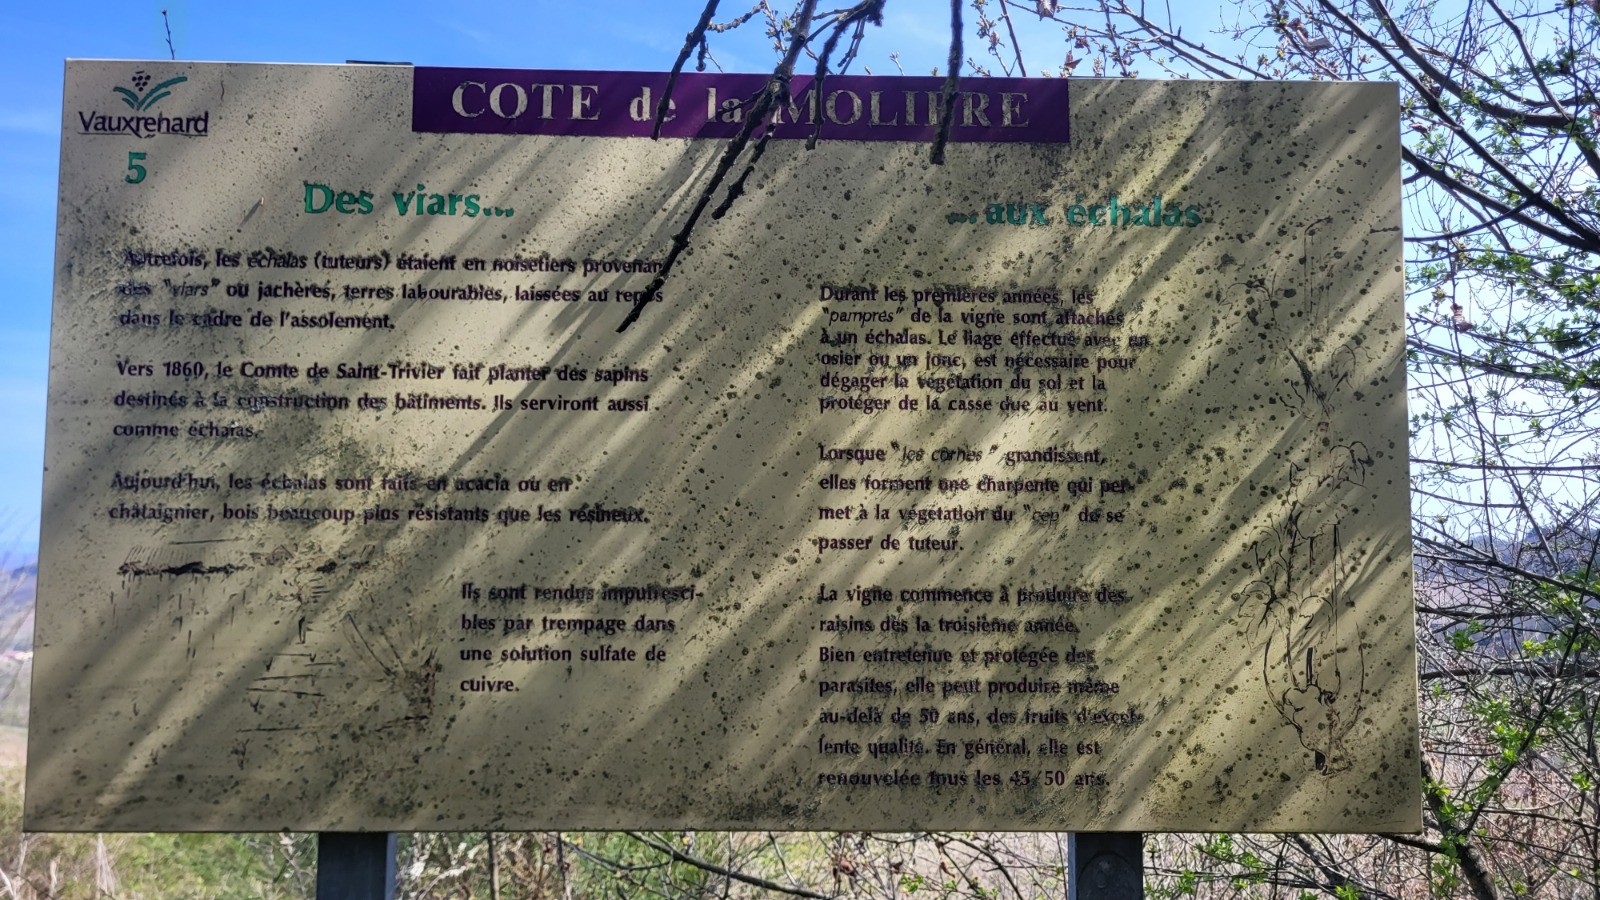 Vauxrenard
5
COTE de la MOLIERE
Des viars...
Autrefois, les échalas (tuteurs) étaient en noisetiers provenant
des "viars" ou jachères, terres labourables, laissées au repos
dans le cadre de l'assolement.
Vers 1860, le Comte de Saint-Trivier fait planter des sapins
destinés à la construction des bâtiments. Ils serviront aussi
comme échalas.
Aujourd'hui, les échalas sont faits en acacia ou en
châtaignier, bois beaucoup plus résistants que les résineux.
Ils sont rendus imputresci-
bles par trempage dans
une solution sulfate de
cuivre.
... aux échalas
Durant les premières années, les
"pampres" de la vigne sont attachés
à un échalas. Le liage effectué avec un
osier ou un jonc, est nécessaire pour
dégager la végétation du sol et la
protéger de la casse due au vent.
Lorsque "les cornes" grandissent,
elles forment une charpente qui per-
met à la végétation du "cep" de se
passer de tuteur.
La vigne commence à produire des
raisins dès la troisième année.
Bien entretenue et protégée des
parasites, elle peut produire même
au-delà de 50 ans, des fruits d'excel-
lente qualité. En général, elle est
renouvelée tous les 45/50 ans.